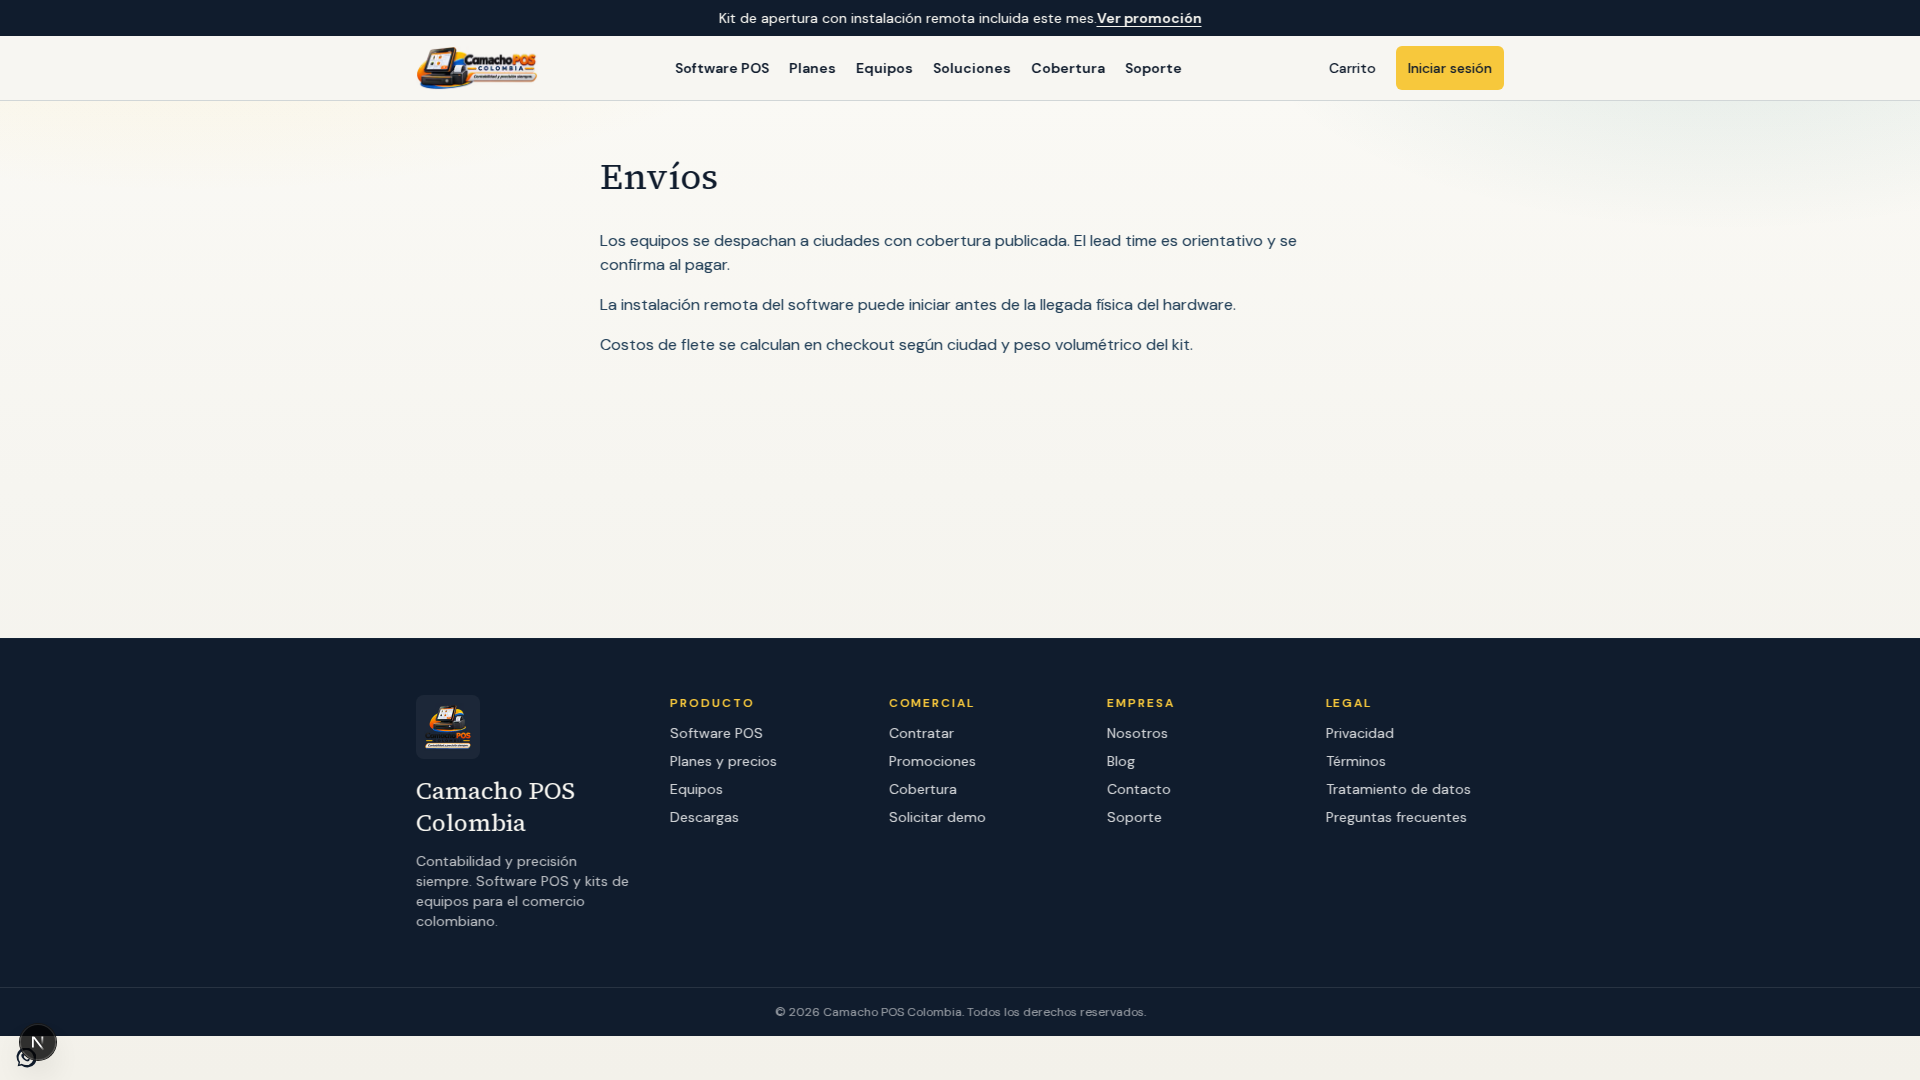 Kit de apertura con instalación remota incluida este mes.Ver promoción
CamachoPOS
COLOMBIA
Contabilidad y precisión siempre.
Software POS Planes Equipos Soluciones Cobertura Soporte
Carrito Iniciar sesión
Envíos
Los equipos se despachan a ciudades con cobertura publicada. El lead time es orientativo y se
confirma al pagar.
La instalación remota del software puede iniciar antes de la llegada física del hardware.
Costos de flete se calculan en checkout según ciudad y peso volumétrico del kit.
Camacho POS
Colombia
Contabilidad y precisión
siempre. Software POS y kits de
equipos para el comercio
colombiano.
PRODUCTO
Software POS
Planes y precios
Equipos
Descargas
COMERCIAL
Contratar
Promociones
Cobertura
Solicitar demo
EMPRESA
Nosotros
Blog
Contacto
Soporte
LEGAL
Privacidad
Términos
Tratamiento de datos
Preguntas frecuentes
© 2026 Camacho POS Colombia. Todos los derechos reservados.
N